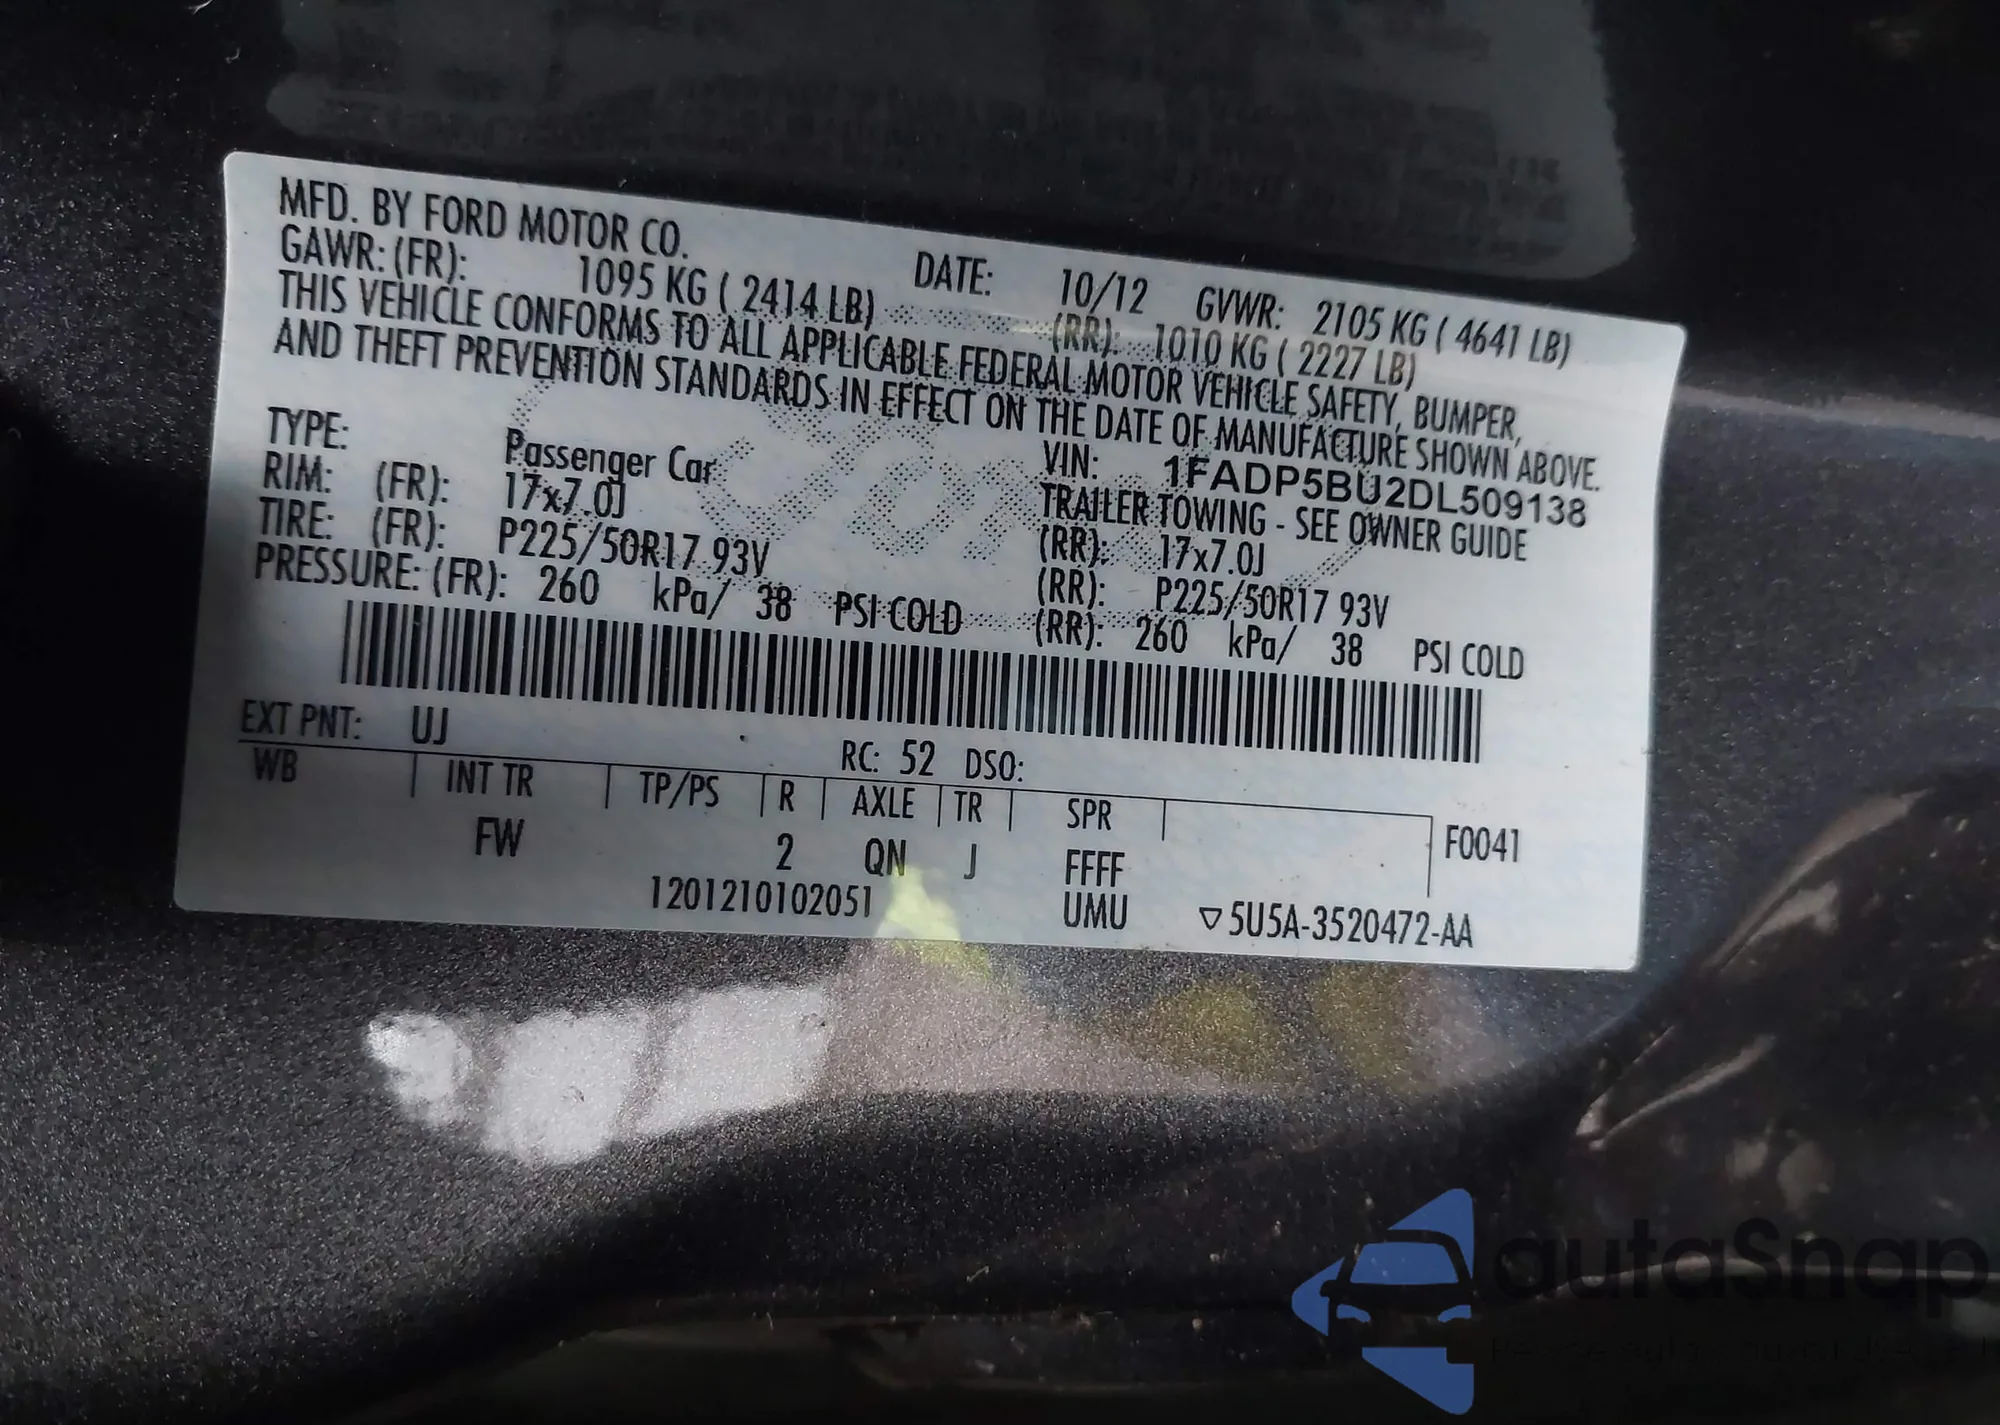 MFD. BY FORD MOTOR CO. DATE: 10/12 GVWR: 2105 KG ( 4641 LB)
GAWR: (FR): 1095 KG ( 2414 LB) (RR): 1010 KG ( 2227 LB)
THIS VEHICLE CONFORMS TO ALL APPLICABLE FEDERAL MOTOR VEHICLE SAFETY, BUMPER,
AND THEFT PREVENTION STANDARDS IN EFFECT ON THE DATE OF MANUFACTURE SHOWN ABOVE.
VIN: 1FADP5BU2DL509138
TYPE: Passenger Car TRAILER TOWING - SEE OWNER GUIDE
RIM: (FR): 17x7.0J (RR): 17x7.0J
TIRE: (FR): P225/50R17 93V (RR): P225/50R17 93V
PRESSURE: (FR): 260 kPa/ 38 PSI COLD (RR): 260 kPa/ 38 PSI COLD
EXT PNT: UJ RC: 52 DSO:
WB INT TR TP/PS R AXLE TR SPR F0041
FW 2 QN J FFFF
1201210102051 UMU ▽5U5A-3520472-AA
autaSnap